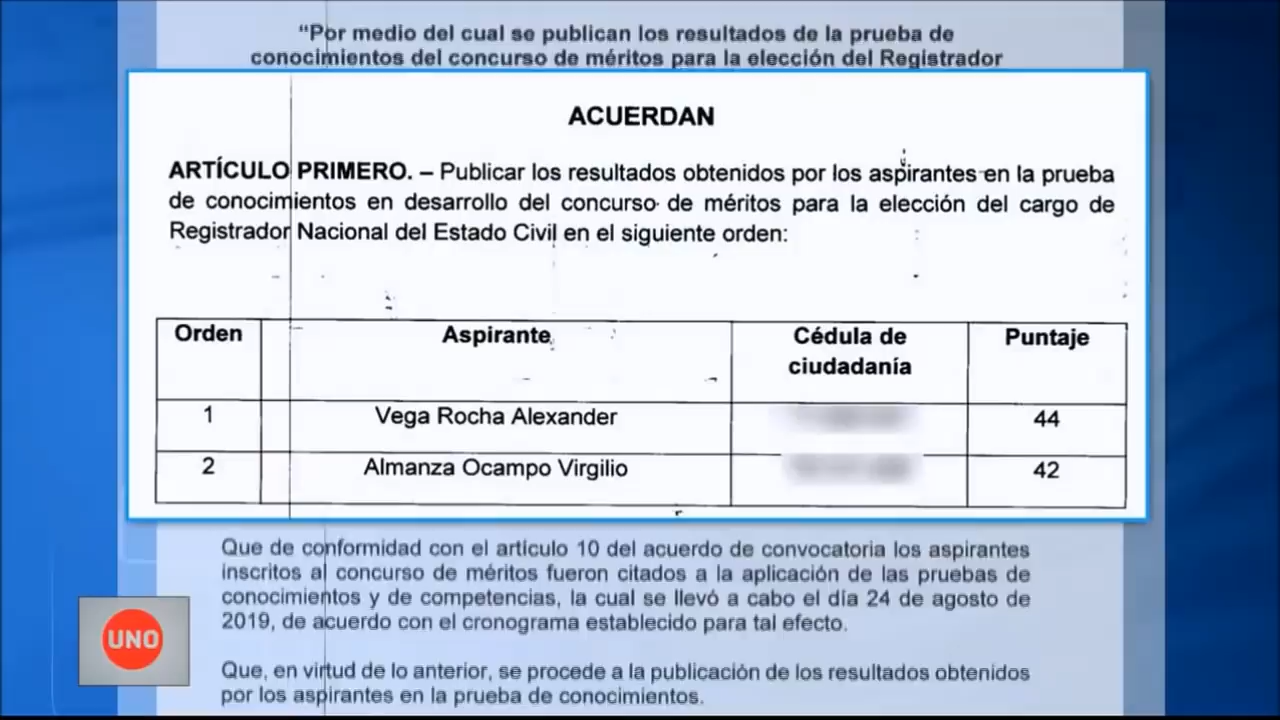 “Por medio del cual se publican los resultados de la prueba de
conocimientos del concurso de méritos para la elección del Registrador
ACUERDAN
ARTÍCULO PRIMERO. – Publicar los resultados obtenidos por los aspirantes en la prueba
de conocimientos en desarrollo del concurso de méritos para la elección del cargo de
Registrador Nacional del Estado Civil en el siguiente orden:
Orden Aspirante Cédula de ciudadanía Puntaje
1 Vega Rocha Alexander 44
2 Almanza Ocampo Virgilio 42
Que de conformidad con el artículo 10 del acuerdo de convocatoria los aspirantes
inscritos al concurso de méritos fueron citados a la aplicación de las pruebas de
conocimientos y de competencias, la cual se llevó a cabo el día 24 de agosto de
2019, de acuerdo con el cronograma establecido para tal efecto.
Que, en virtud de lo anterior, se procede a la publicación de los resultados obtenidos
por los aspirantes en la prueba de conocimientos.
UNO